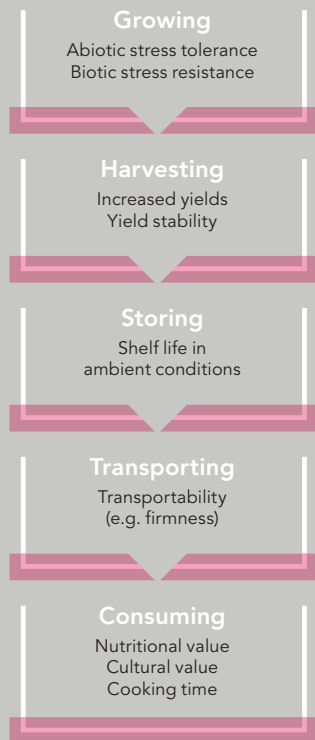 Growing
Abiotic stress tolerance
Biotic stress resistance
Harvesting
Increased yields
Yield stability
Storing
Shelf life in
ambient conditions
Transporting
Transportability
(e.g. firmness)
Consuming
Nutritional value
Cultural value
Cooking time